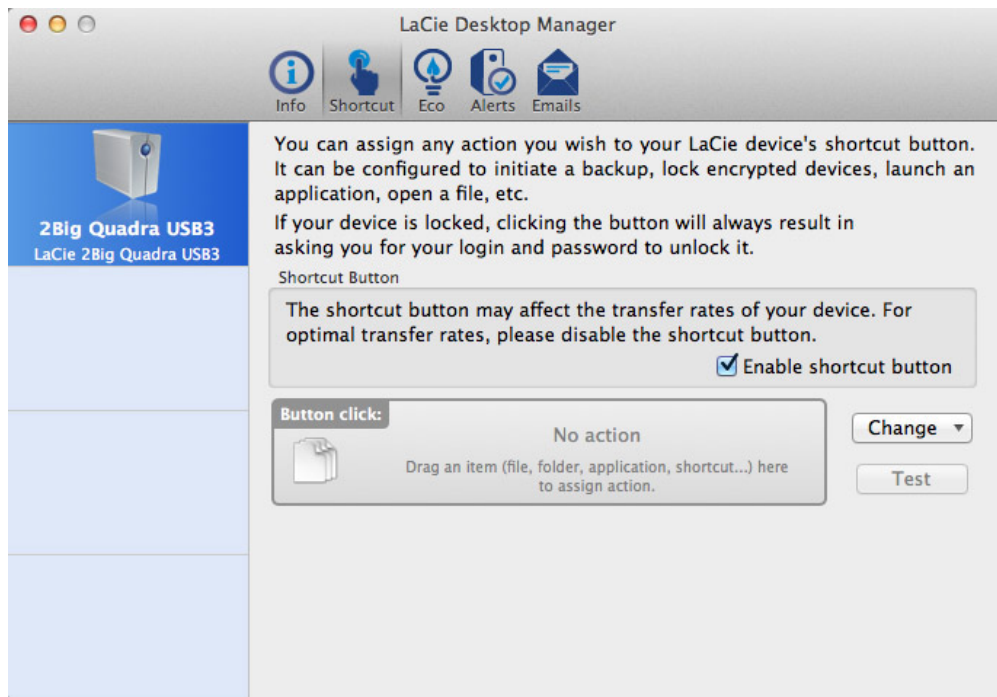 LaCie Desktop Manager
Info
Shortcut
Eco
Alerts
Emails
2Big Quadra USB3
LaCie 2Big Quadra USB3
You can assign any action you wish to your LaCie device's shortcut button.
It can be configured to initiate a backup, lock encrypted devices, launch an
application, open a file, etc.
If your device is locked, clicking the button will always result in
asking you for your login and password to unlock it.
Shortcut Button
The shortcut button may affect the transfer rates of your device. For
optimal transfer rates, please disable the shortcut button.
Enable shortcut button
Button click:
No action
Drag an item (file, folder, application, shortcut...) here
to assign action.
Change
Test